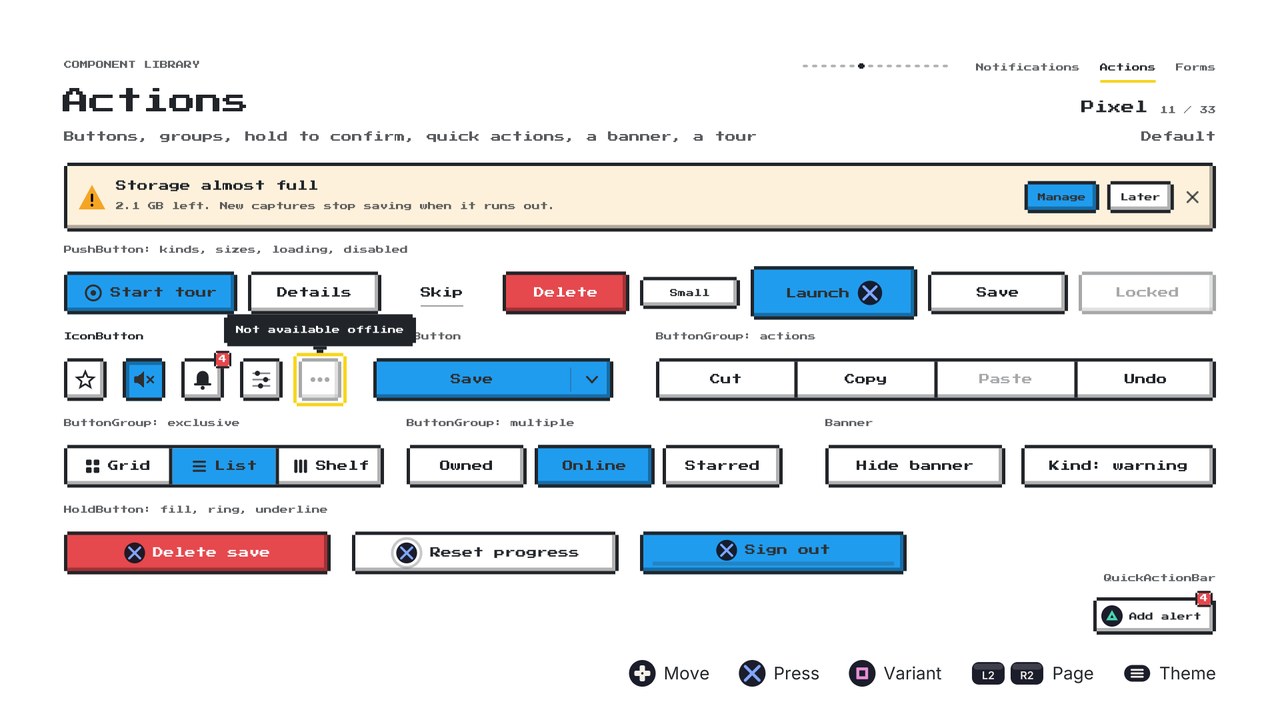 COMPONENT LIBRARY
Notifications Actions Forms
Actions
Pixel 11 / 33
Buttons, groups, hold to confirm, quick actions, a banner, a tour
Default
Storage almost full
2.1 GB left. New captures stop saving when it runs out.
Manage Later
PushButton: kinds, sizes, loading, disabled
Start tour Details Skip Delete Small Launch Save Locked
Not available offline
IconButton Button ButtonGroup: actions
4
Save Cut Copy Paste Undo
ButtonGroup: exclusive ButtonGroup: multiple Banner
Grid List Shelf Owned Online Starred Hide banner Kind: warning
HoldButton: fill, ring, underline
Delete save Reset progress Sign out
QuickActionBar
4
Add alert
Move Press Variant L2 R2 Page Theme